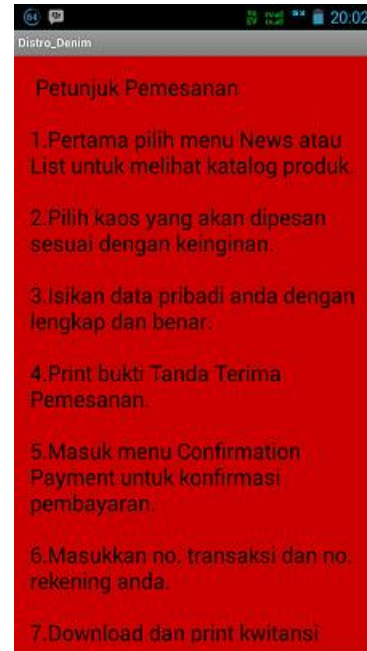 64
20:02
Distro_Denim
Petunjuk Pemesanan
1.Pertama pilih menu News atau
List untuk melihat katalog produk.
2.Pilih kaos yang akan dipesan
sesuai dengan keinginan.
3.Isikan data pribadi anda dengan
lengkap dan benar.
4.Print bukti Tanda Terima
Pemesanan.
5.Masuk menu Confirmation
Payment untuk konfirmasi
pembayaran.
6.Masukkan no. transaksi dan no.
rekening anda.
7.Download dan print kwitansi